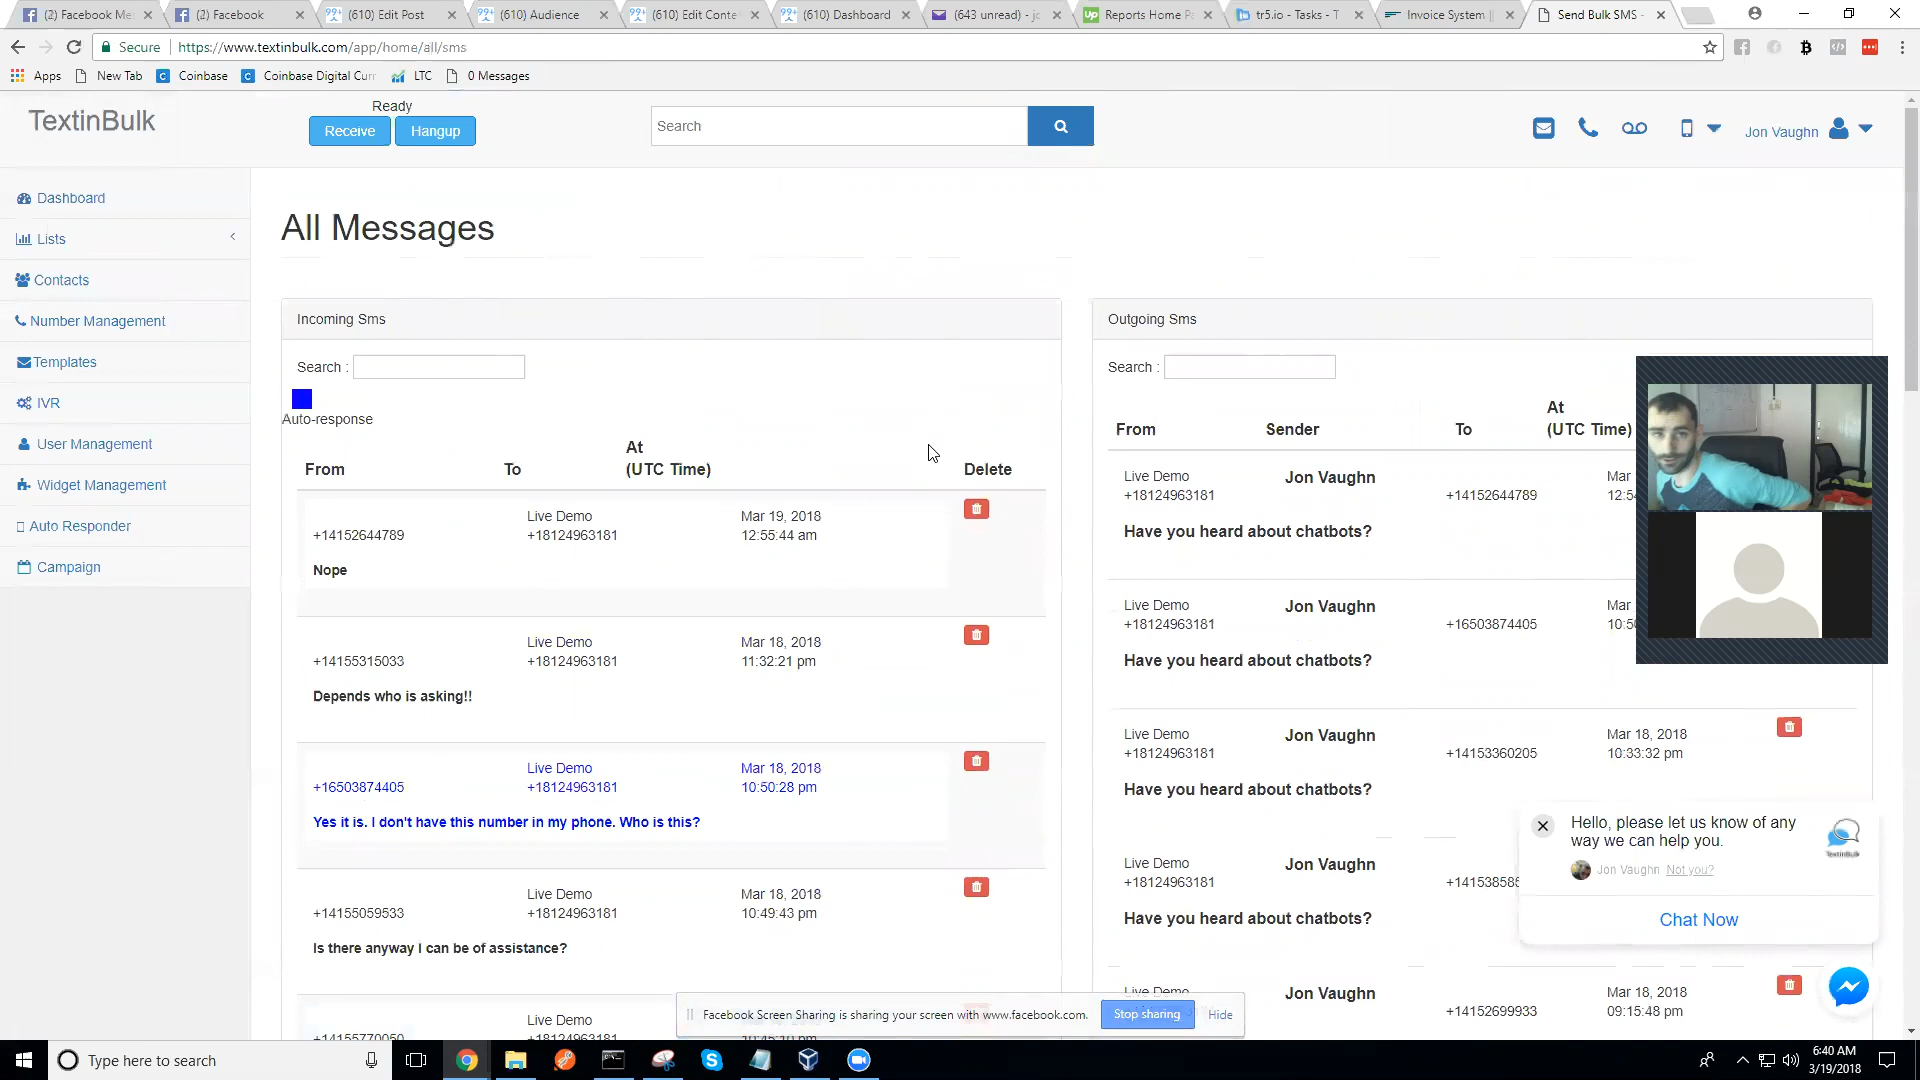 (2) Facebook Me
(2) Facebook
(610) Edit Post
(610) Audience
(610) Edit Conte
(610) Dashboard
(643 unread) - jo
Reports Home Pa
tr5.io - Tasks - T
Invoice System ||
Send Bulk SMS -
Secure
https://www.textinbulk.com/app/home/all/sms
Apps
New Tab
Coinbase
Coinbase Digital Curr
LTC
0 Messages
TextinBulk
Ready
Receive
Hangup
Search
Jon Vaughn
Dashboard
Lists
Contacts
Number Management
Templates
IVR
User Management
Widget Management
Auto Responder
Campaign
All Messages
Incoming Sms
Search :
Auto-response
From To At (UTC Time) Delete
Live Demo Mar 19, 2018
+14152644789 +18124963181 12:55:44 am
Nope
Live Demo Mar 18, 2018
+14155315033 +18124963181 11:32:21 pm
Depends who is asking!!
Live Demo Mar 18, 2018
+16503874405 +18124963181 10:50:28 pm
Yes it is. I don't have this number in my phone. Who is this?
Live Demo Mar 18, 2018
+14155059533 +18124963181 10:49:43 pm
Is there anyway I can be of assistance?
Live Demo
+14155770050
Outgoing Sms
Search :
From Sender To At (UTC Time)
Live Demo Jon Vaughn Mar
+18124963181 +14152644789 12:54
Have you heard about chatbots?
Live Demo Jon Vaughn Mar
+18124963181 +16503874405 10:50
Have you heard about chatbots?
Live Demo Jon Vaughn Mar 18, 2018
+18124963181 +14153360205 10:33:32 pm
Have you heard about chatbots?
Live Demo Jon Vaughn
+18124963181 +141538585
Have you heard about chatbots?
Live Demo Jon Vaughn Mar 18, 2018
+14152699933 09:15:48 pm
Hello, please let us know of any
way we can help you.
TextinBulk
Jon Vaughn Not you?
Chat Now
Facebook Screen Sharing is sharing your screen with www.facebook.com.
Stop sharing
Hide
Type here to search
6:40 AM
3/19/2018